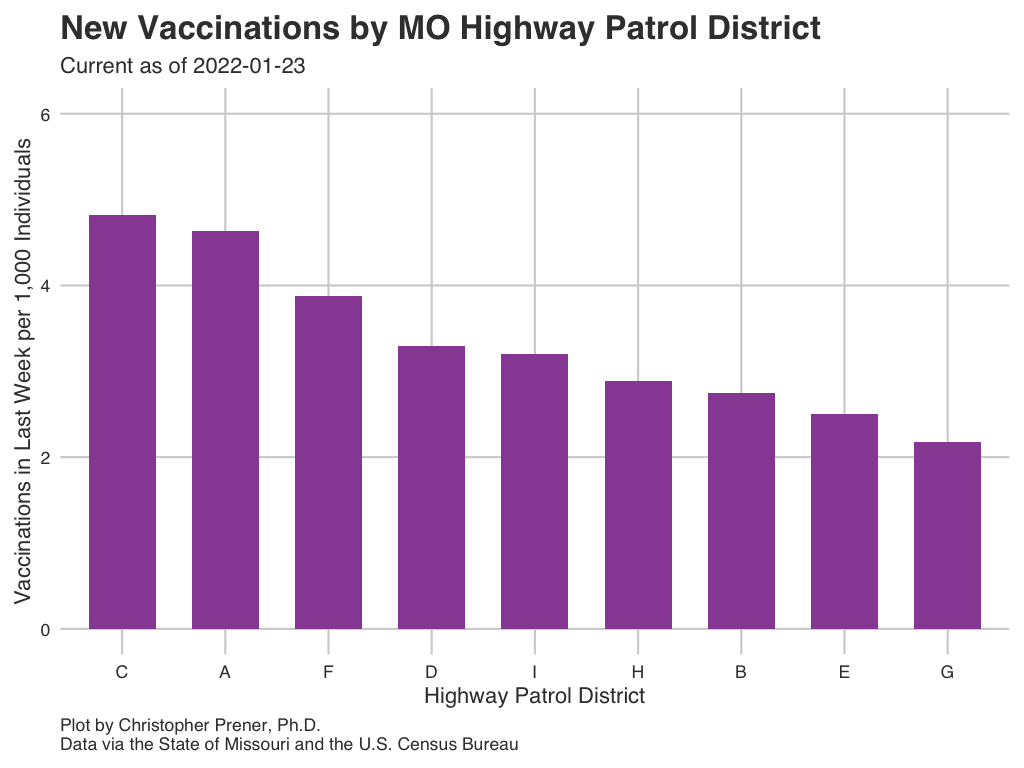 New Vaccinations by MO Highway Patrol District
Current as of 2022-01-23
Vaccinations in Last Week per 1,000 Individuals
6
4
2
0
C A F D I H B E G
Highway Patrol District
Plot by Christopher Prener, Ph.D.
Data via the State of Missouri and the U.S. Census Bureau